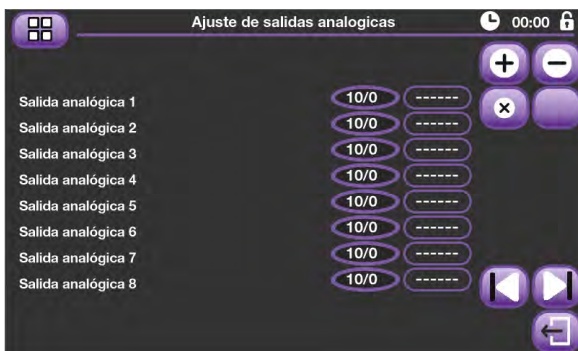 Ajuste de salidas analogicas 00:00
Salida analógica 1 10/0 ------
Salida analógica 2 10/0 ------
Salida analógica 3 10/0 ------
Salida analógica 4 10/0 ------
Salida analógica 5 10/0 ------
Salida analógica 6 10/0 ------
Salida analógica 7 10/0 ------
Salida analógica 8 10/0 ------